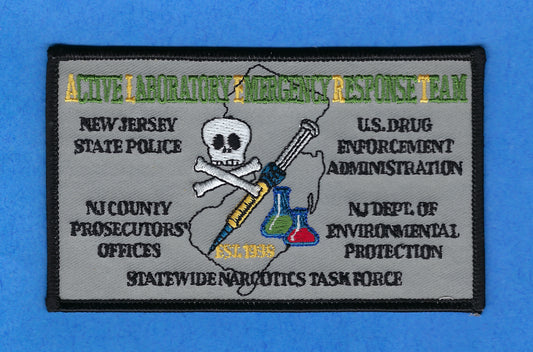 ACTIVE LABORATORY EMERGENCY RESPONSE TEAM
NEW JERSEY
STATE POLICE
U.S. DRUG
ENFORCEMENT
ADMINISTRATION
NJ COUNTY
PROSECUTORS'
OFFICES
NJ DEPT. OF
ENVIRONMENTAL
PROTECTION
EST. 1998
STATEWIDE NARCOTICS TASK FORCE